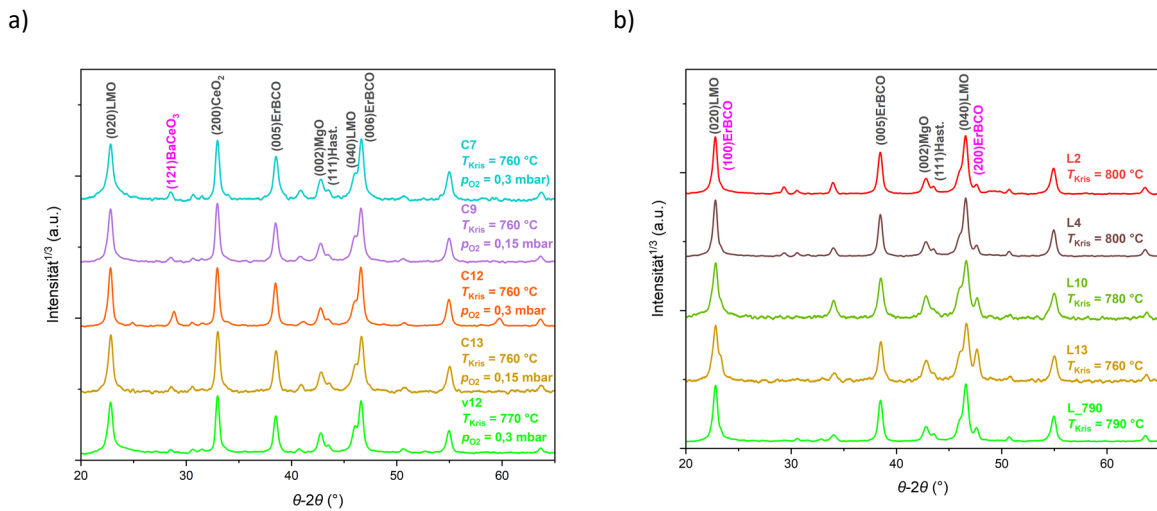 a)
(020)LMO
(121)BaCeO3
(200)CeO2
(005)ErBCO
(002)MgO
(111)Hast.
(040)LMO
(006)ErBCO
C7
TKris = 760 °C
pO2 = 0,3 mbar)
C9
TKris = 760 °C
pO2 = 0,15 mbar
C12
TKris = 760 °C
pO2 = 0,3 mbar
C13
TKris = 760 °C
pO2 = 0,15 mbar
v12
TKris = 770 °C
pO2 = 0,3 mbar
Intensität1/3 (a.u.)
20 30 40 50 60
θ-2θ (°)
b)
(020)LMO
(100)ErBCO
(005)ErBCO
(002)MgO
(111)Hast.
(040)LMO
(200)ErBCO
L2
TKris = 800 °C
L4
TKris = 800 °C
L10
TKris = 780 °C
L13
TKris = 760 °C
L_790
TKris = 790 °C
Intensität1/3 (a.u.)
20 30 40 50 60
θ-2θ (°)